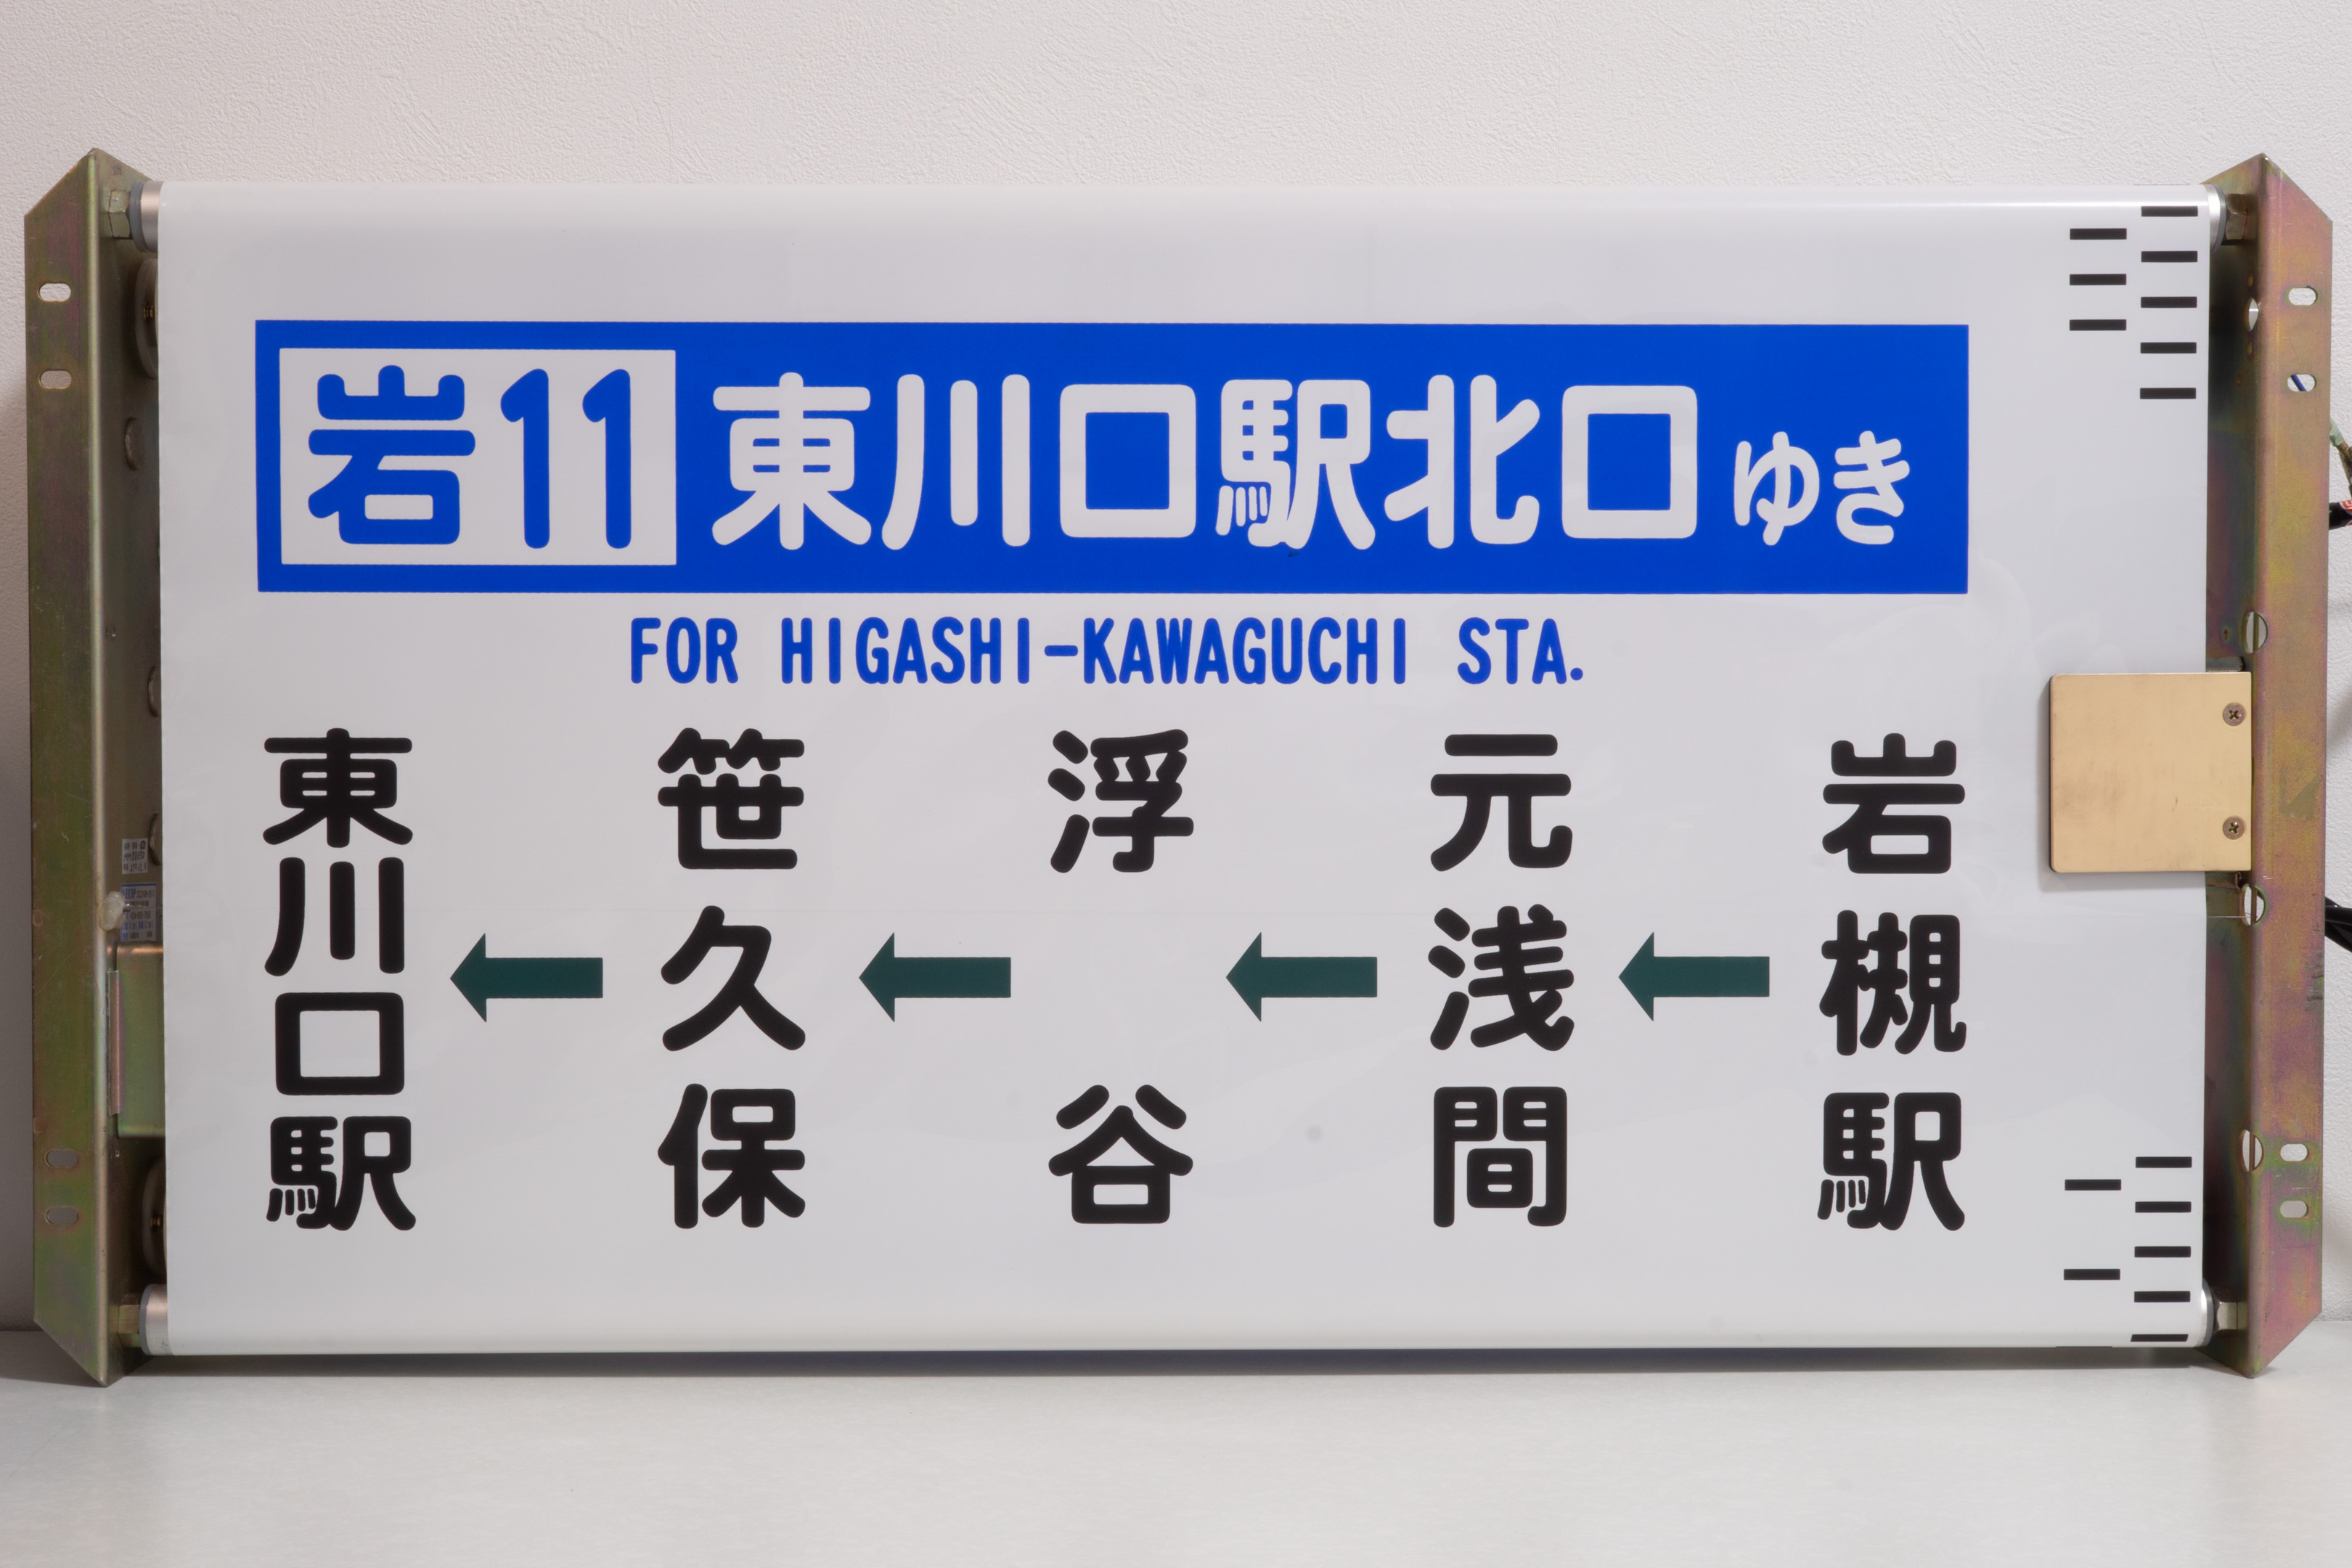 岩11 東川口駅北口 ゆき
FOR HIGASHI-KAWAGUCHI STA.
岩槻駅
←
元浅間
←
浮谷
←
笹久保
←
東川口駅